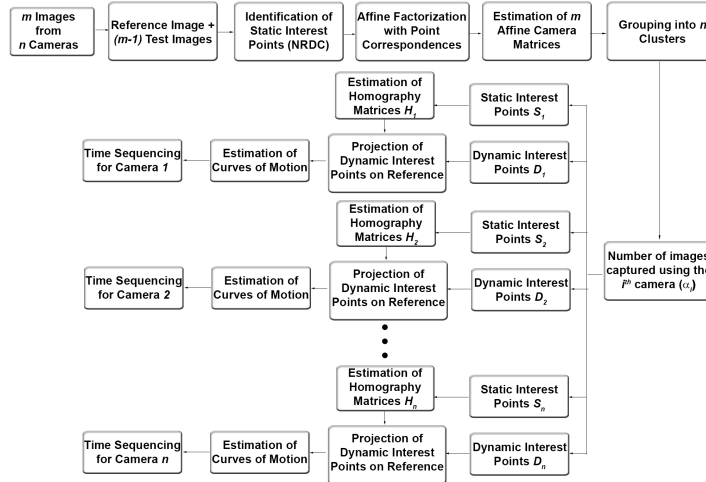 m Images
from
n Cameras
Reference Image +
(m-1) Test Images
Identification of
Static Interest
Points (NRDC)
Affine Factorization
with Point
Correspondences
Estimation of m
Affine Camera
Matrices
Grouping into n
Clusters
Estimation of
Homography
Matrices H1
Static Interest
Points S1
Time Sequencing
for Camera 1
Estimation of
Curves of Motion
Projection of
Dynamic Interest
Points on Reference
Dynamic Interest
Points D1
Estimation of
Homography
Matrices H2
Static Interest
Points S2
Number of images
captured using the
ith camera (αi)
Time Sequencing
for Camera 2
Estimation of
Curves of Motion
Projection of
Dynamic Interest
Points on Reference
Dynamic Interest
Points D2
Estimation of
Homography
Matrices Hn
Static Interest
Points Sn
Time Sequencing
for Camera n
Estimation of
Curves of Motion
Projection of
Dynamic Interest
Points on Reference
Dynamic Interest
Points Dn